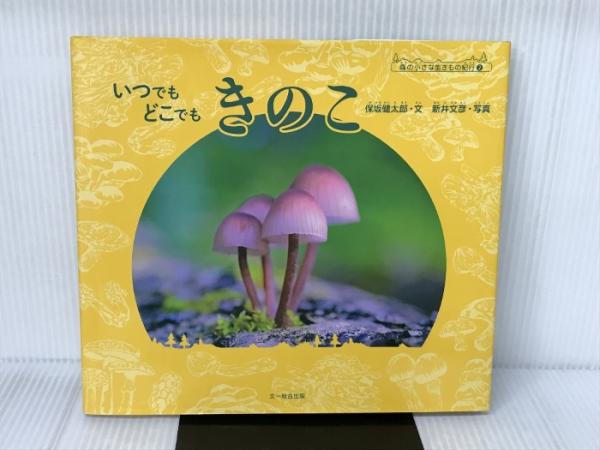 森の小さな生きもの紀行②
いつでも
どこでも
きのこ
保坂健太郎・文 新井文彦・写真
文一総合出版